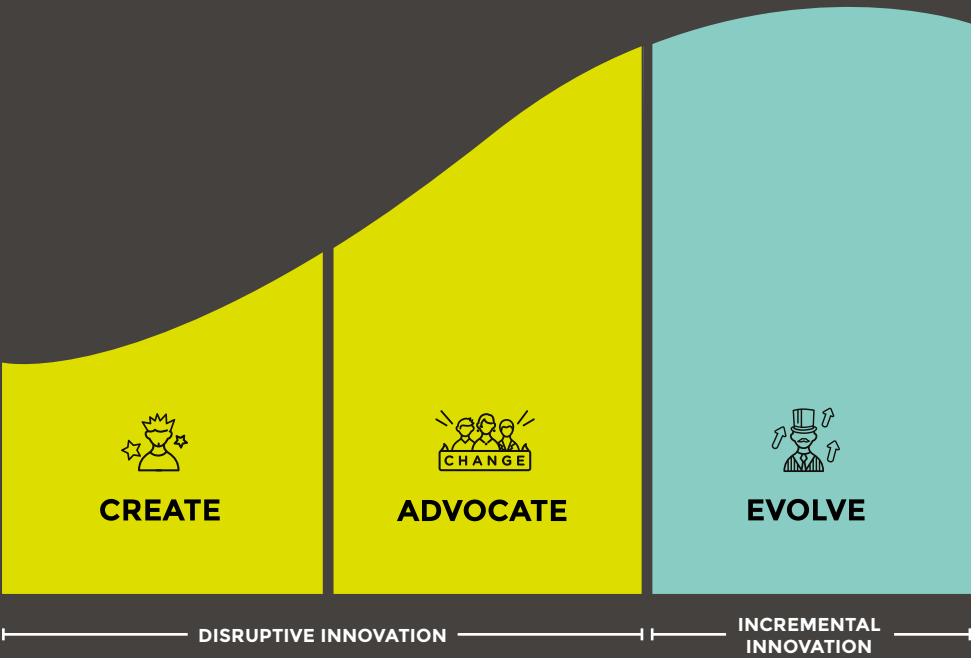 CHANGE
CREATE
ADVOCATE
EVOLVE
DISRUPTIVE INNOVATION
INCREMENTAL
INNOVATION